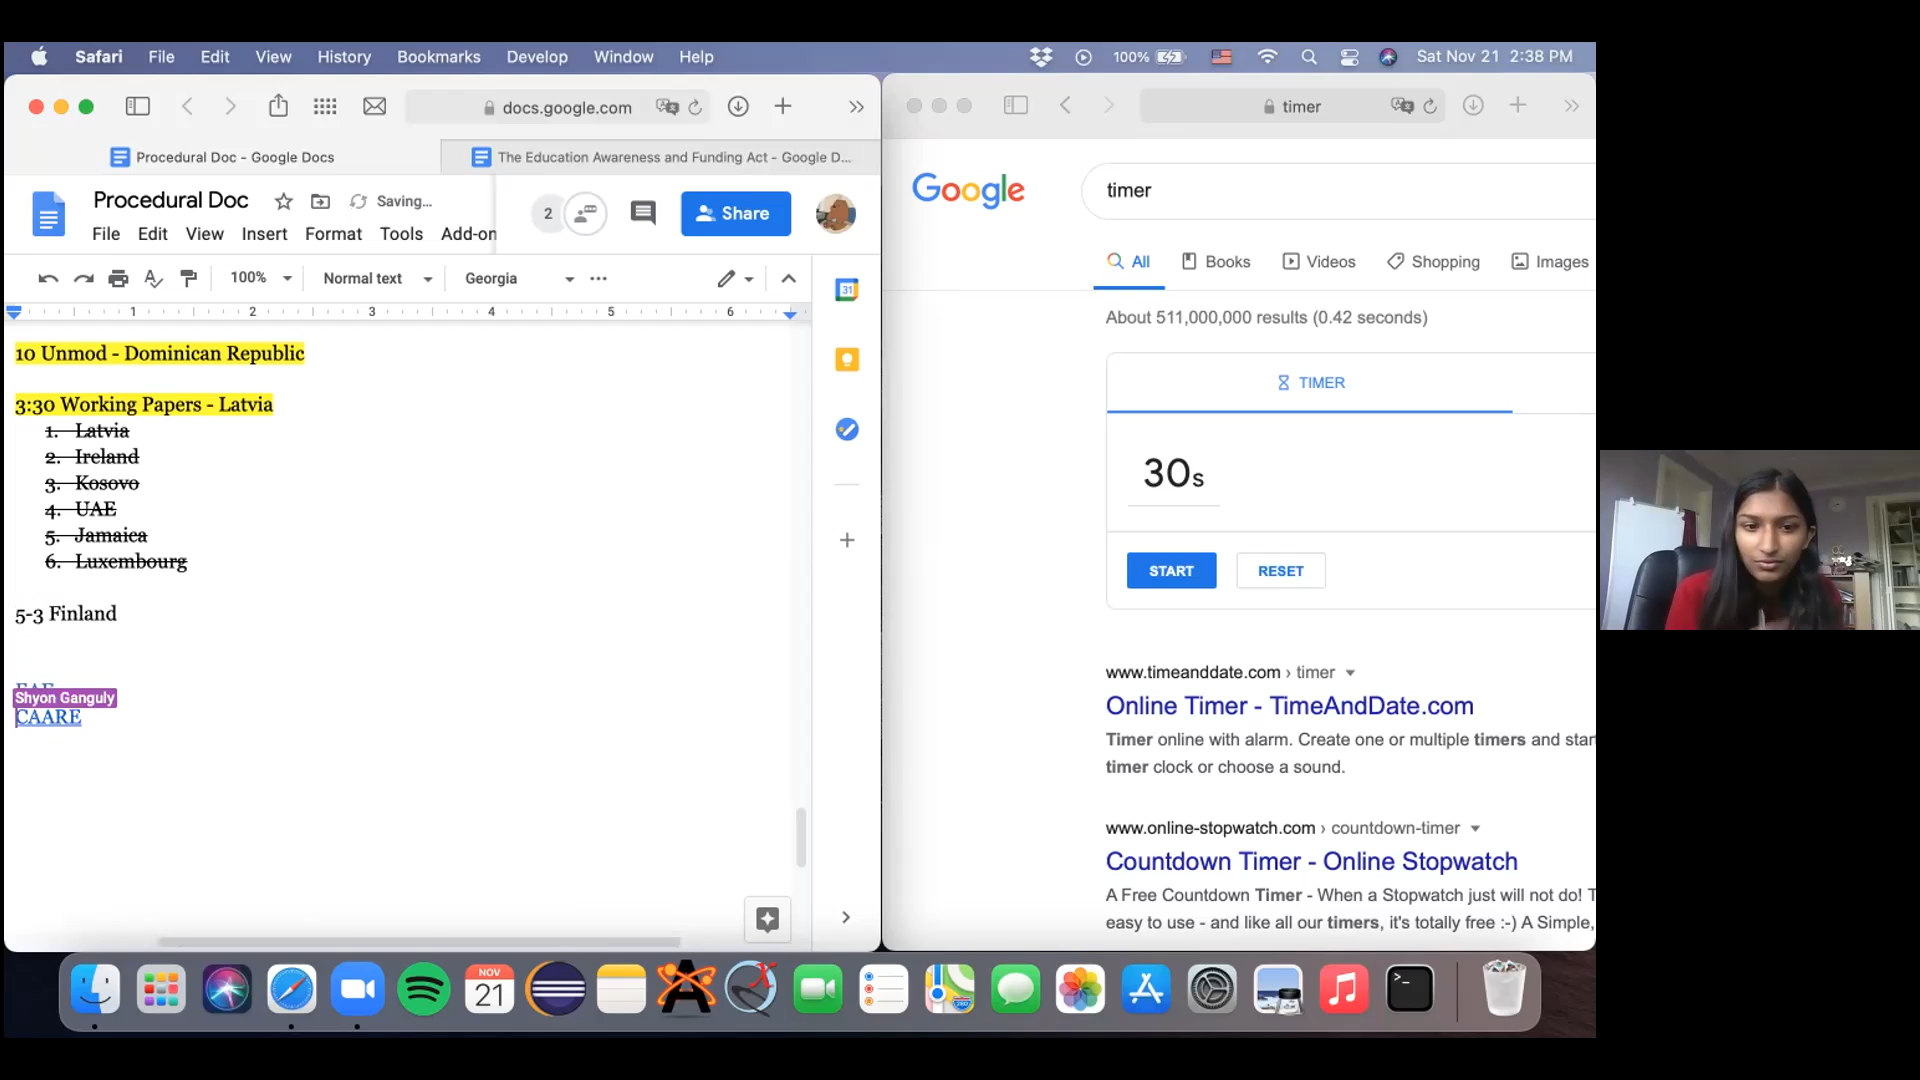 Safari File Edit View History Bookmarks Develop Window Help
100% Sat Nov 21 2:38 PM
docs.google.com
Procedural Doc - Google Docs
The Education Awareness and Funding Act - Google D...
Procedural Doc
Saving...
2
Share
File Edit View Insert Format Tools Add-on
100% Normal text Georgia
1 2 3 4 5 6
31
10 Unmod - Dominican Republic
3:30 Working Papers - Latvia
1. Latvia
2. Ireland
3. Kosovo
4. UAE
5. Jamaica
6. Luxembourg
5-3 Finland
Shyon Ganguly
CAARE
timer
Google
timer
All Books Videos Shopping Images
About 511,000,000 results (0.42 seconds)
TIMER
30s
START RESET
www.timeanddate.com › timer
Online Timer - TimeAndDate.com
Timer online with alarm. Create one or multiple timers and star
timer clock or choose a sound.
www.online-stopwatch.com › countdown-timer
Countdown Timer - Online Stopwatch
A Free Countdown Timer - When a Stopwatch just will not do! T
easy to use - and like all our timers, it's totally free :-) A Simple,
NOV
21